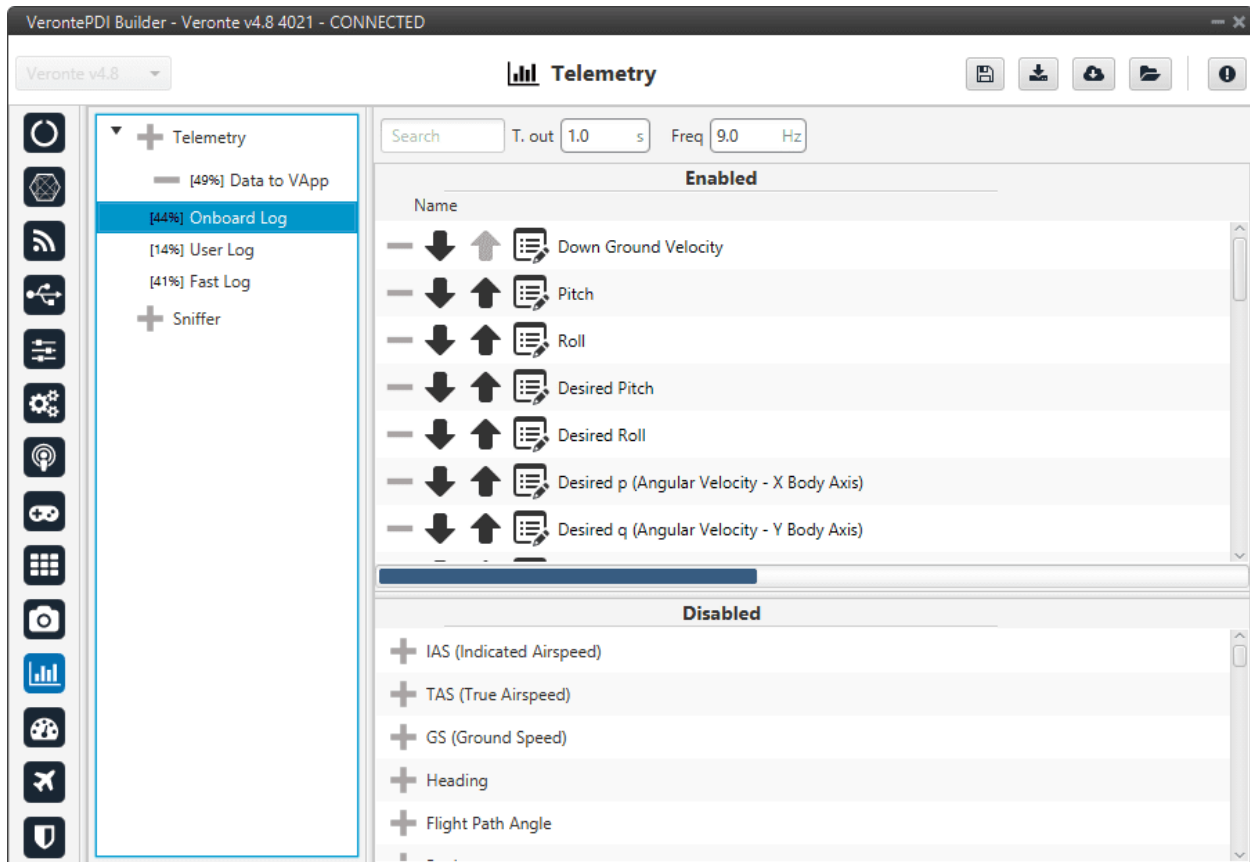 VerontePDI Builder - Veronte v4.8 4021 - CONNECTED
Veronte v4.8
Telemetry
Telemetry
[49%] Data to VApp
[44%] Onboard Log
[14%] User Log
[41%] Fast Log
Sniffer
Search T. out 1.0 s Freq 9.0 Hz
Enabled
Name
Down Ground Velocity
Pitch
Roll
Desired Pitch
Desired Roll
Desired p (Angular Velocity - X Body Axis)
Desired q (Angular Velocity - Y Body Axis)
Disabled
IAS (Indicated Airspeed)
TAS (True Airspeed)
GS (Ground Speed)
Heading
Flight Path Angle